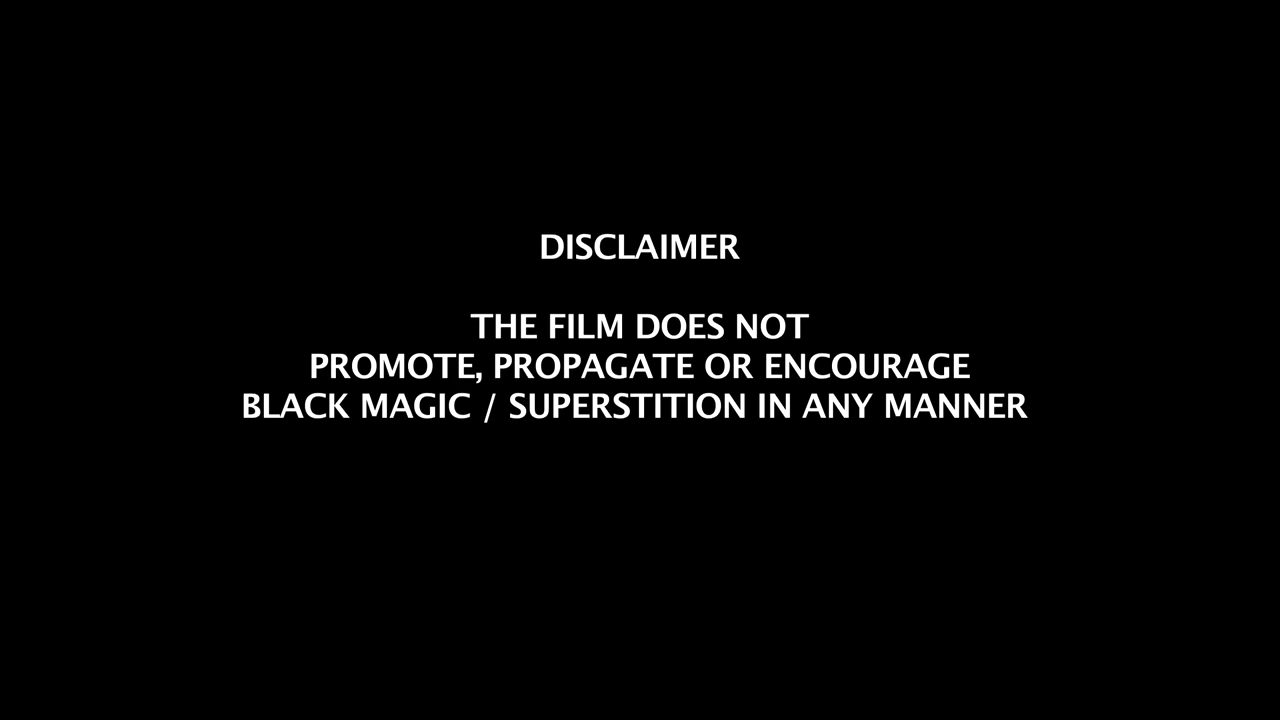 DISCLAIMER
THE FILM DOES NOT
PROMOTE, PROPAGATE OR ENCOURAGE
BLACK MAGIC / SUPERSTITION IN ANY MANNER